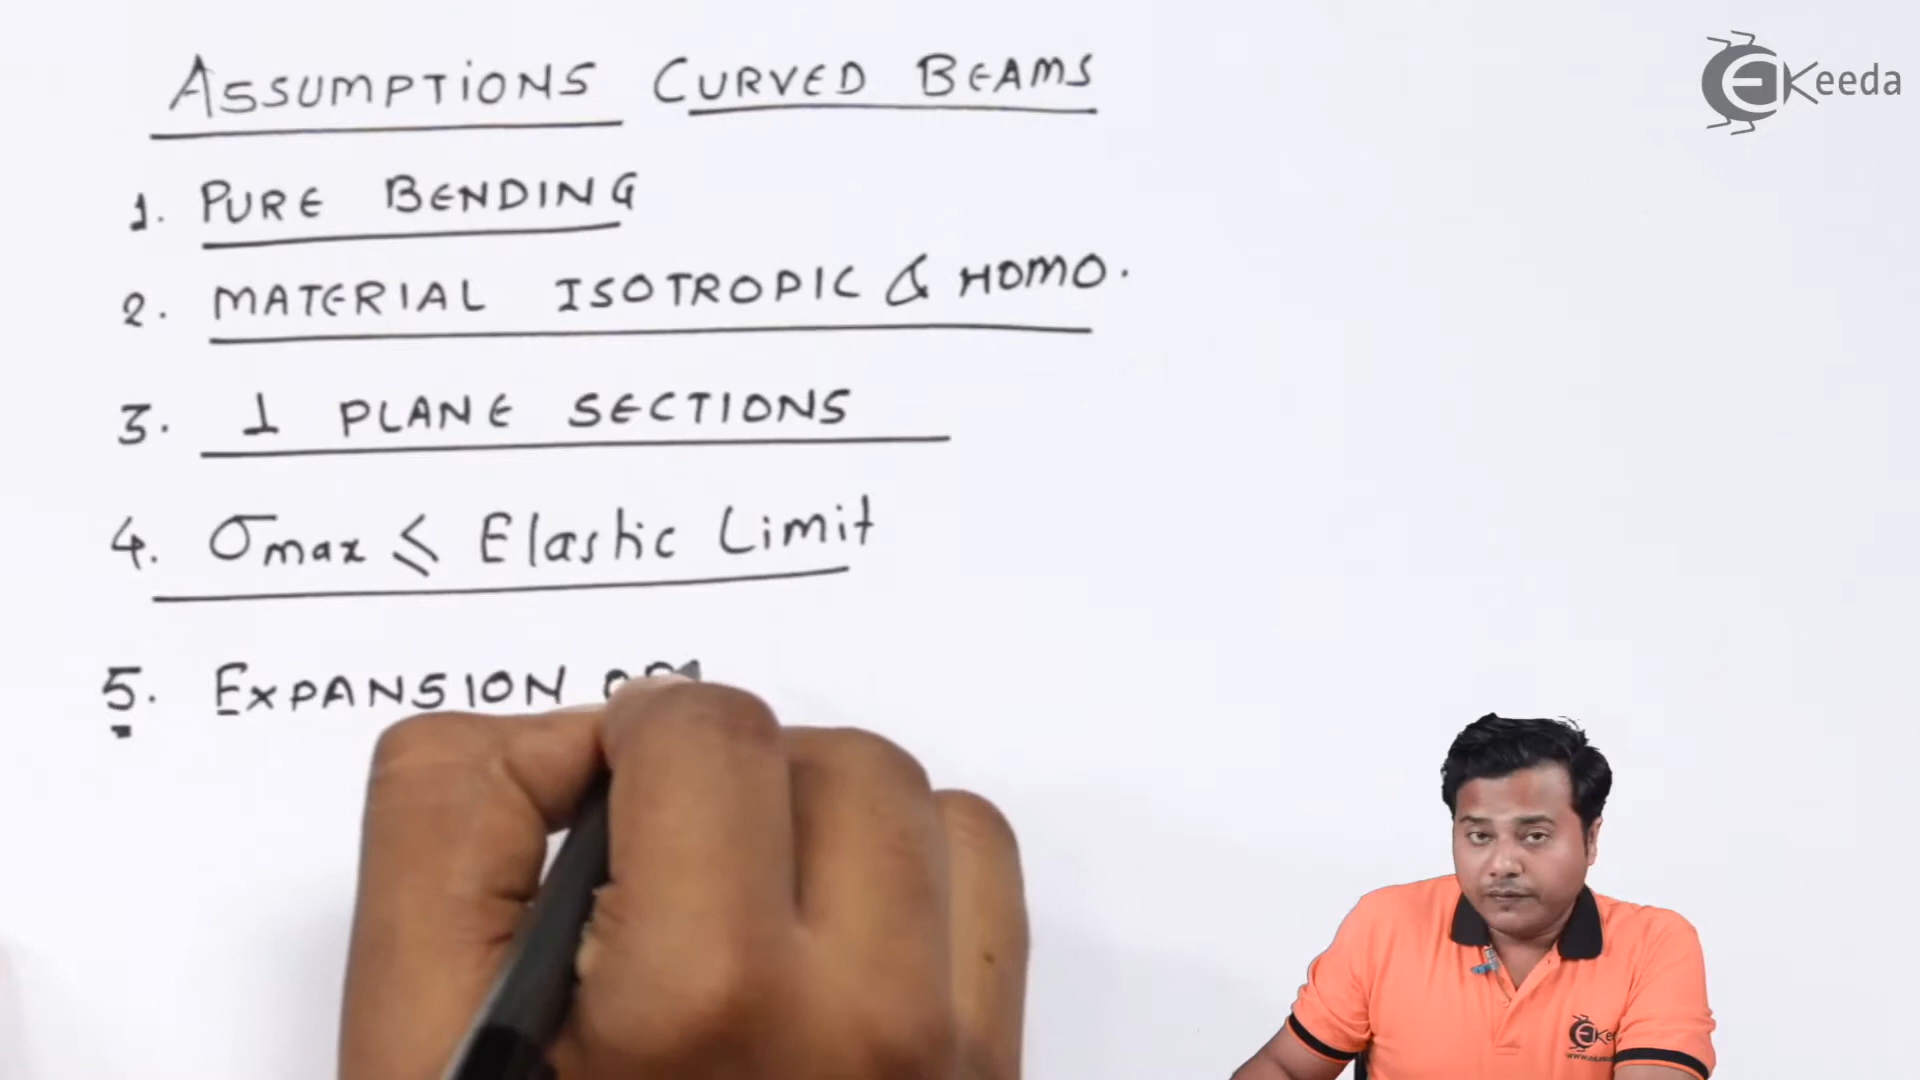 ASSUMPTIONS CURVED BEAMS
EKeeda
1. PURE BENDING
2. MATERIAL ISOTROPIC & HOMO.
3. ⊥ PLANE SECTIONS
4. σmax ≤ Elastic Limit
5. EXPANSION